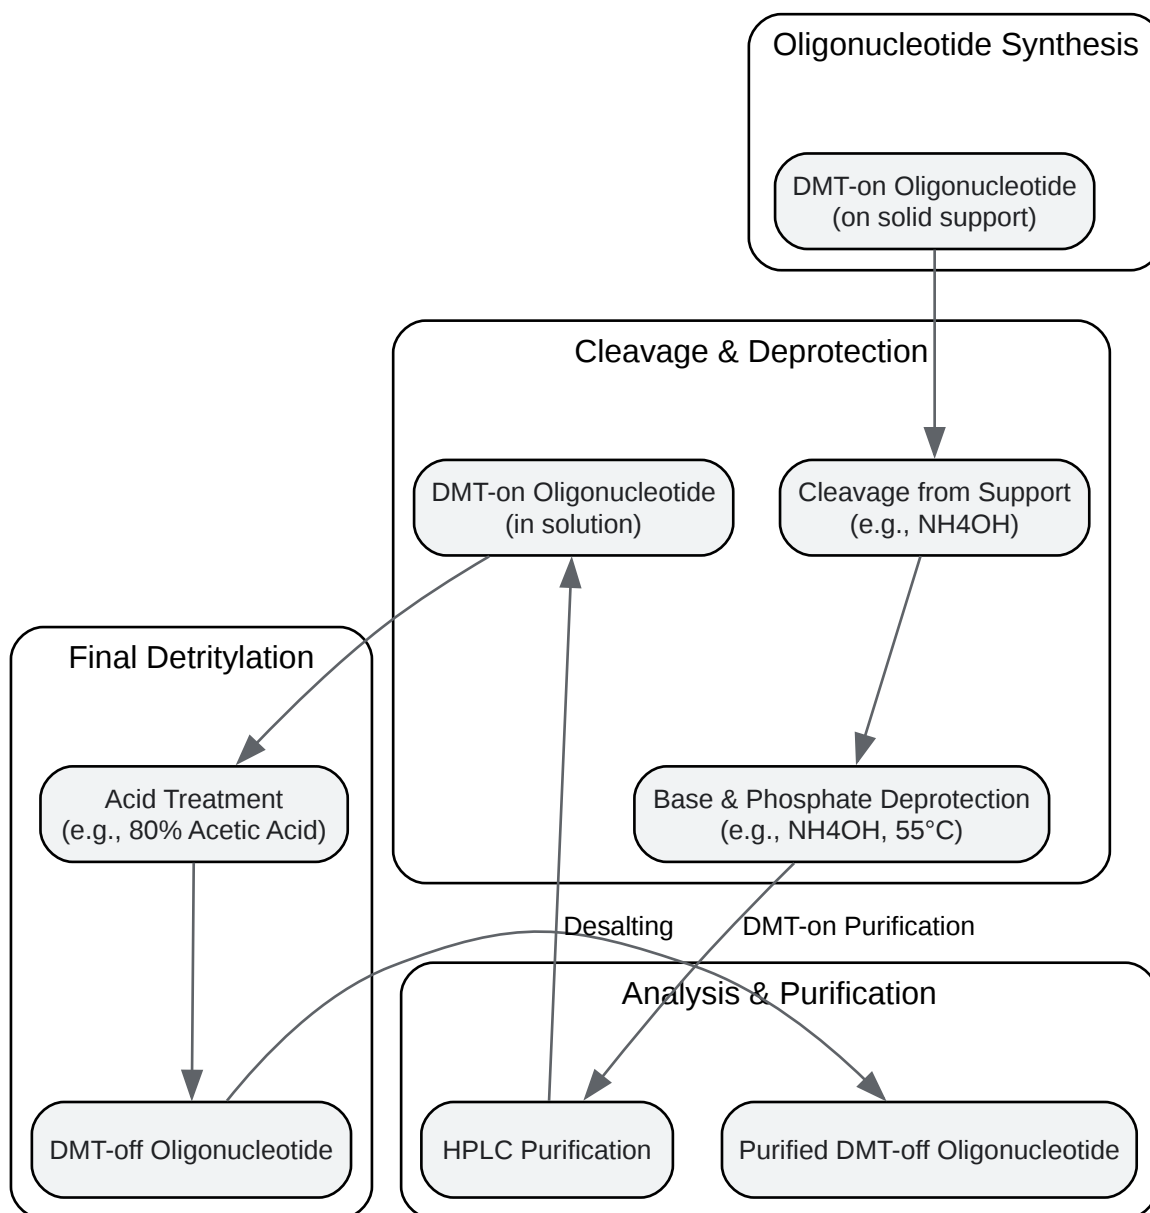 Oligonucleotide Synthesis
DMT-on Oligonucleotide
(on solid support)
Cleavage & Deprotection
DMT-on Oligonucleotide
(in solution)
Cleavage from Support
(e.g., NH4OH)
Final Detritylation
Acid Treatment
(e.g., 80% Acetic Acid)
Base & Phosphate Deprotection
(e.g., NH4OH, 55°C)
Desalting
DMT-on Purification
Analysis & Purification
DMT-off Oligonucleotide
HPLC Purification
Purified DMT-off Oligonucleotide